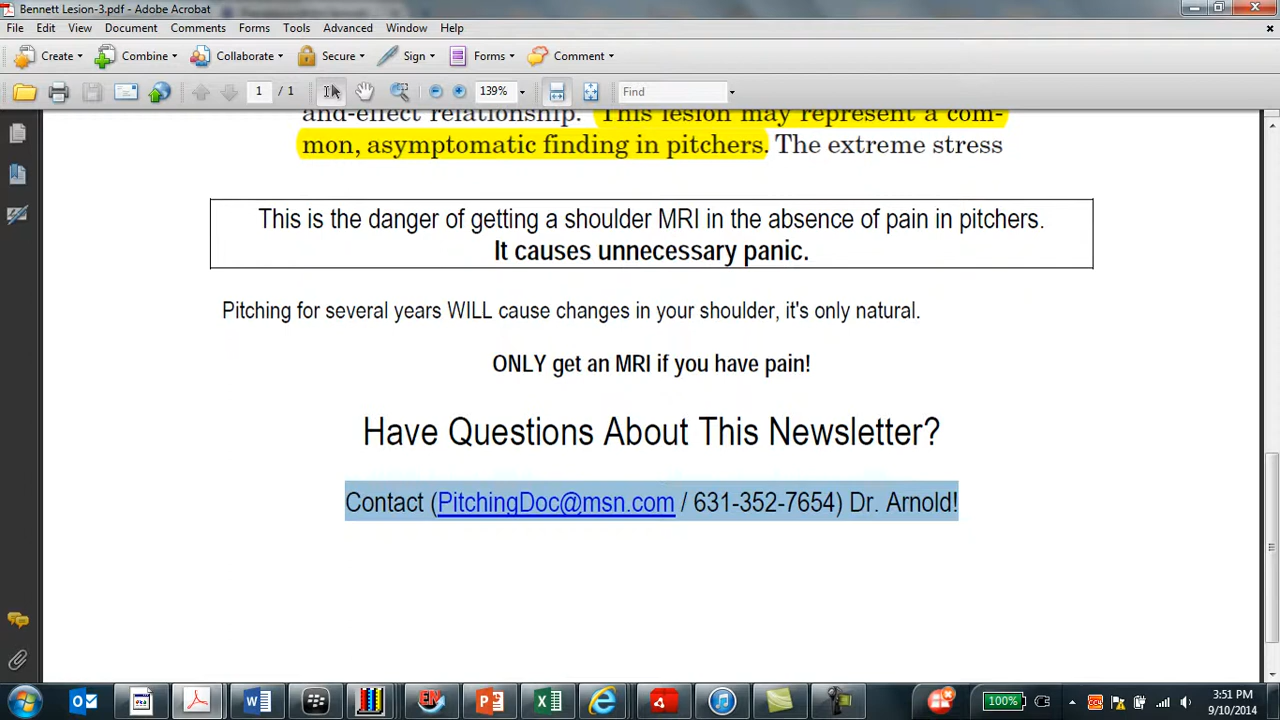 Bennett Lesion-3.pdf - Adobe Acrobat
File Edit View Document Comments Forms Tools Advanced Window Help
Create Combine Collaborate Secure Sign Forms Comment
1 / 1 139% Find
and-effect relationship. This lesion may represent a com-
mon, asymptomatic finding in pitchers. The extreme stress
This is the danger of getting a shoulder MRI in the absence of pain in pitchers.
It causes unnecessary panic.
Pitching for several years WILL cause changes in your shoulder, it's only natural.
ONLY get an MRI if you have pain!
Have Questions About This Newsletter?
Contact (PitchingDoc@msn.com / 631-352-7654) Dr. Arnold!
100%
3:51 PM
9/10/2014